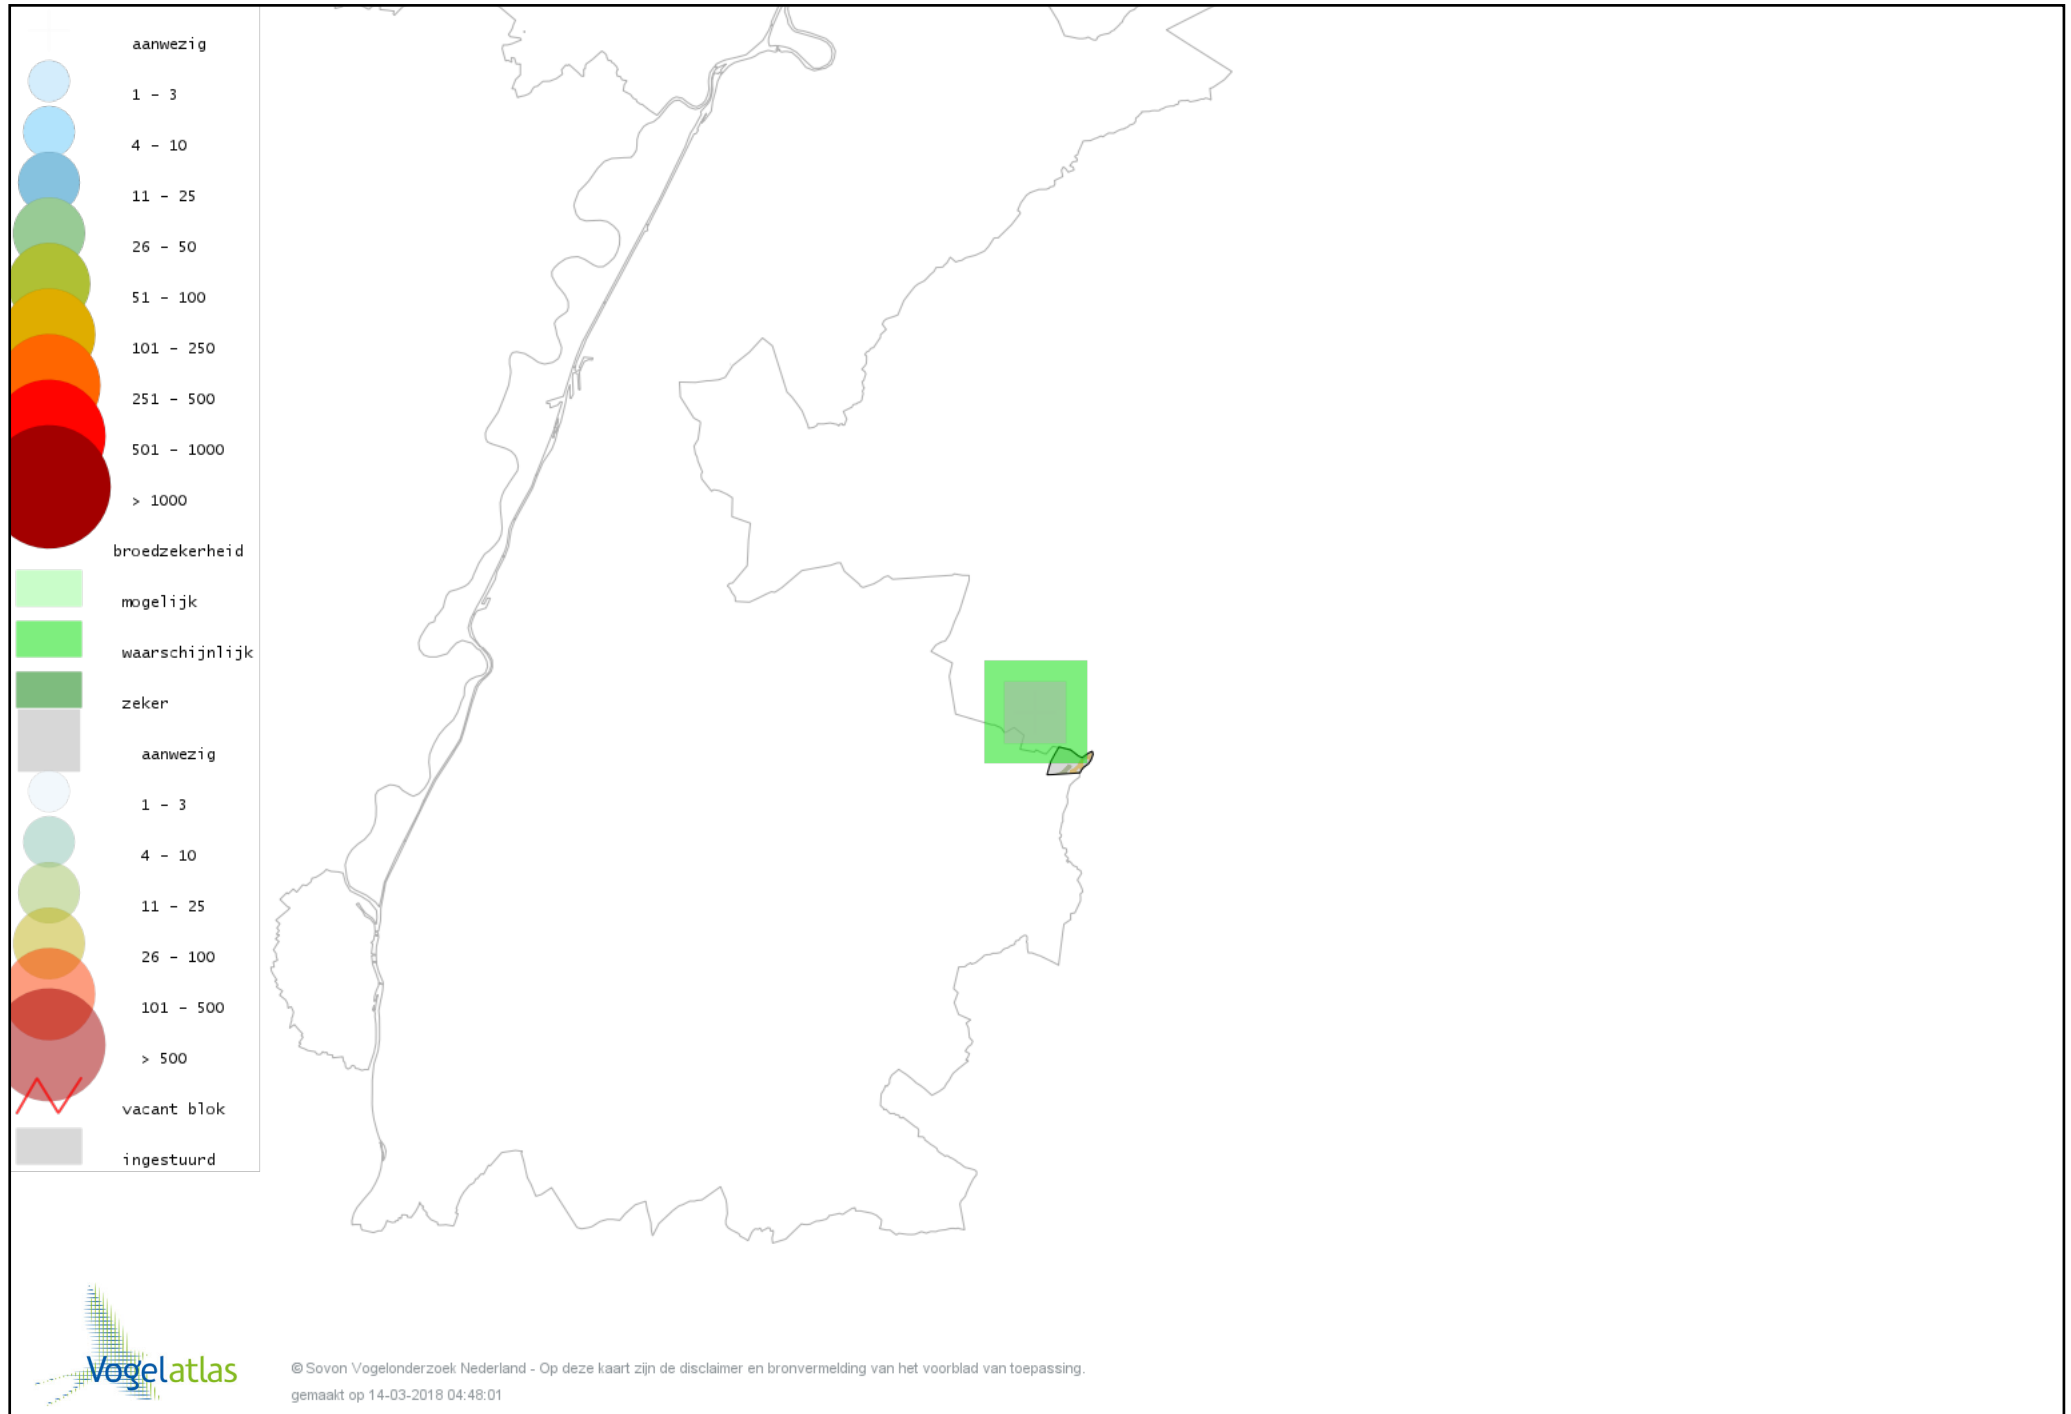 aanwezig
1 - 3
4 - 10
11 - 25
26 - 50
51 - 100
101 - 250
251 - 500
501 - 1000
> 1000
broedzekerheid
mogelijk
waarschijnlijk
zeker
aanwezig
1 - 3
4 - 10
11 - 25
26 - 100
101 - 500
> 500
vacant blok
ingestuurd
Vogelatlas
© Sovon Vogelonderzoek Nederland - Op deze kaart zijn de disclaimer en bronvermelding van het voorblad van toepassing.
gemaakt op 14-03-2018 04:48:01